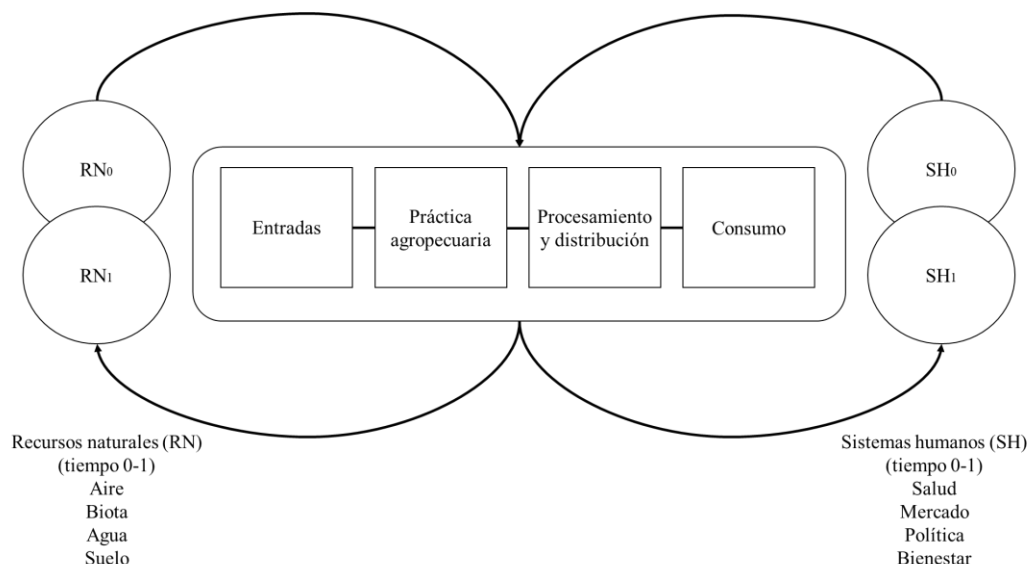 RN₀
SH₀
Entradas
Práctica
agropecuaria
Procesamiento
y distribución
Consumo
RN₁
SH₁
Recursos naturales (RN)
(tiempo 0-1)
Aire
Biota
Agua
Suelo
Sistemas humanos (SH)
(tiempo 0-1)
Salud
Mercado
Política
Bienestar